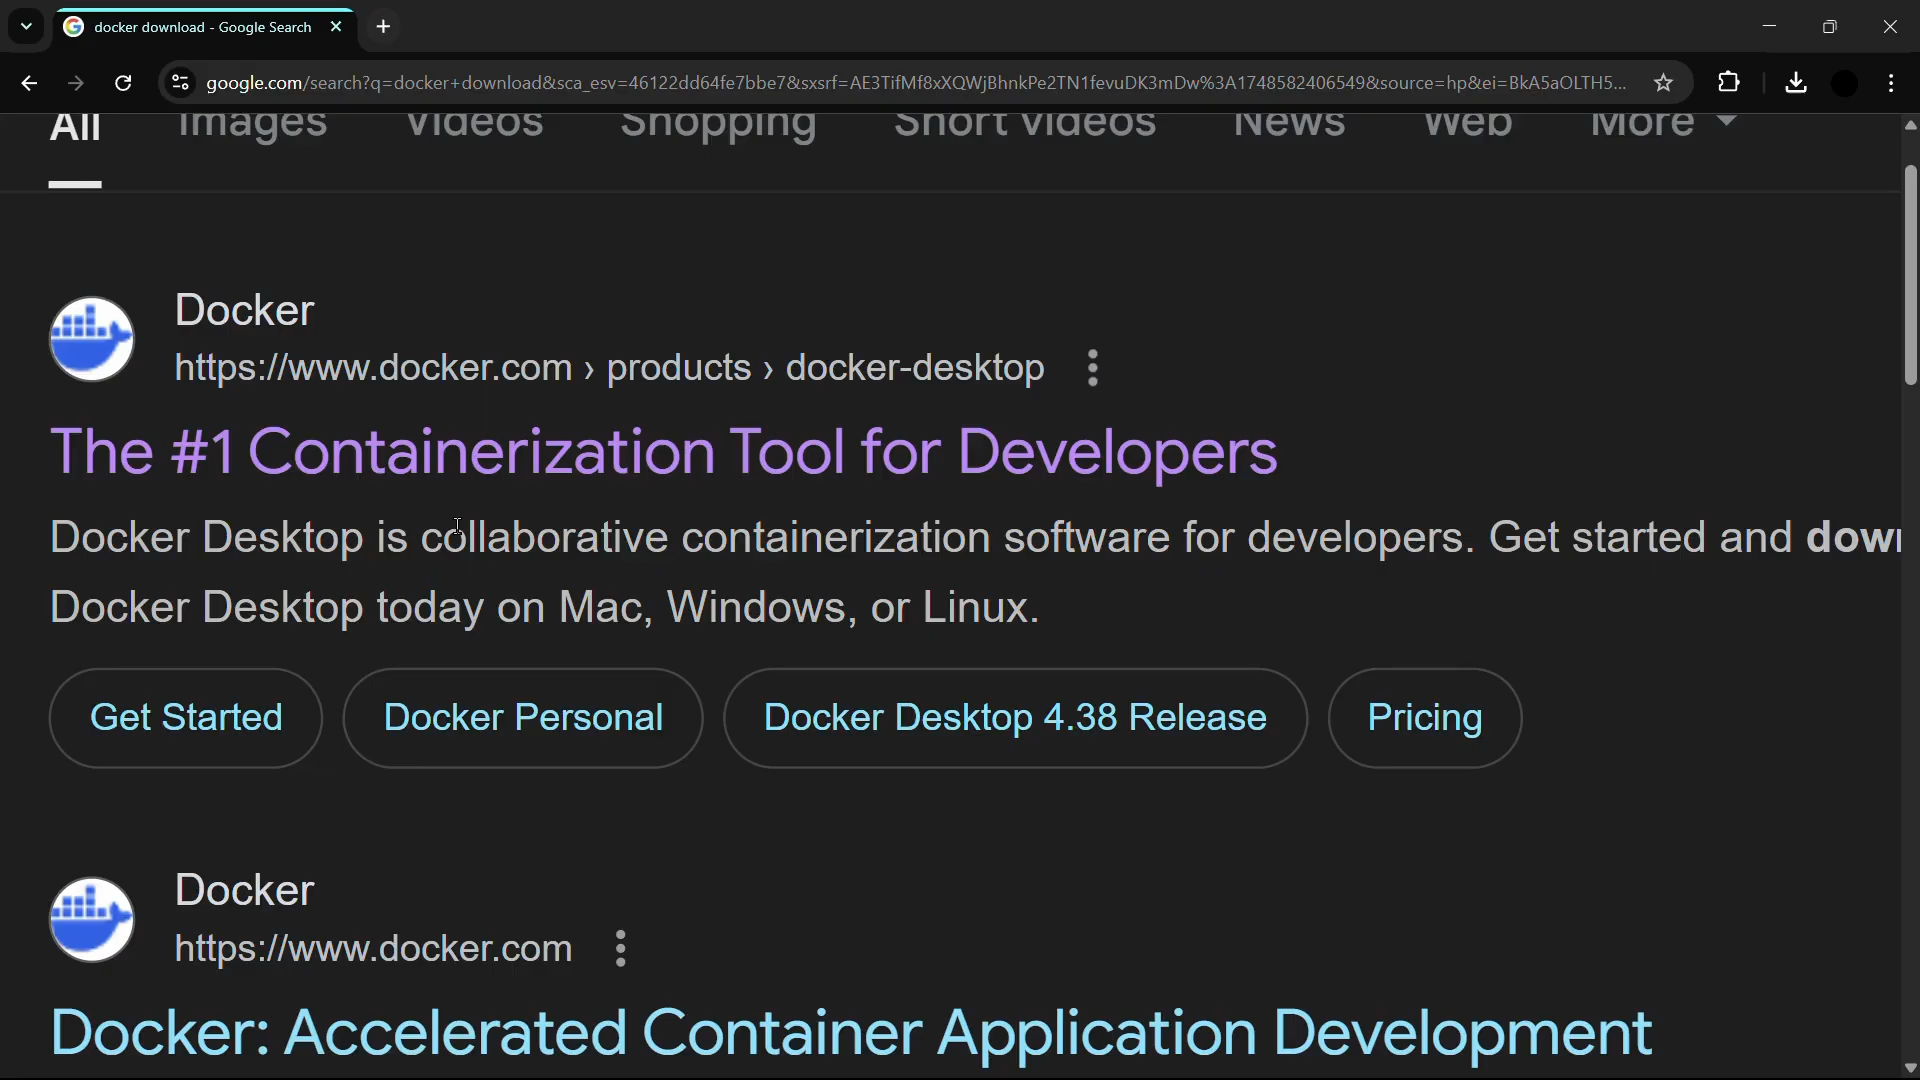 docker download - Google Search
google.com/search?q=docker+download&sca_esv=46122dd64fe7bbe7&sxsrf=AE3TifMf8xXQWjBhnkPe2TN1fevuDK3mDw%3A1748582406549&source=hp&ei=BkA5aOLTH5...
All Images Videos Shopping Short videos News Web More
Docker
https://www.docker.com › products › docker-desktop
The #1 Containerization Tool for Developers
Docker Desktop is collaborative containerization software for developers. Get started and dow
Docker Desktop today on Mac, Windows, or Linux.
Get Started Docker Personal Docker Desktop 4.38 Release Pricing
Docker
https://www.docker.com
Docker: Accelerated Container Application Development